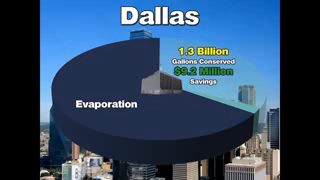 Dallas
1.3 Billion
Gallons Conserved
$9.2 Million
Savings
Evaporation